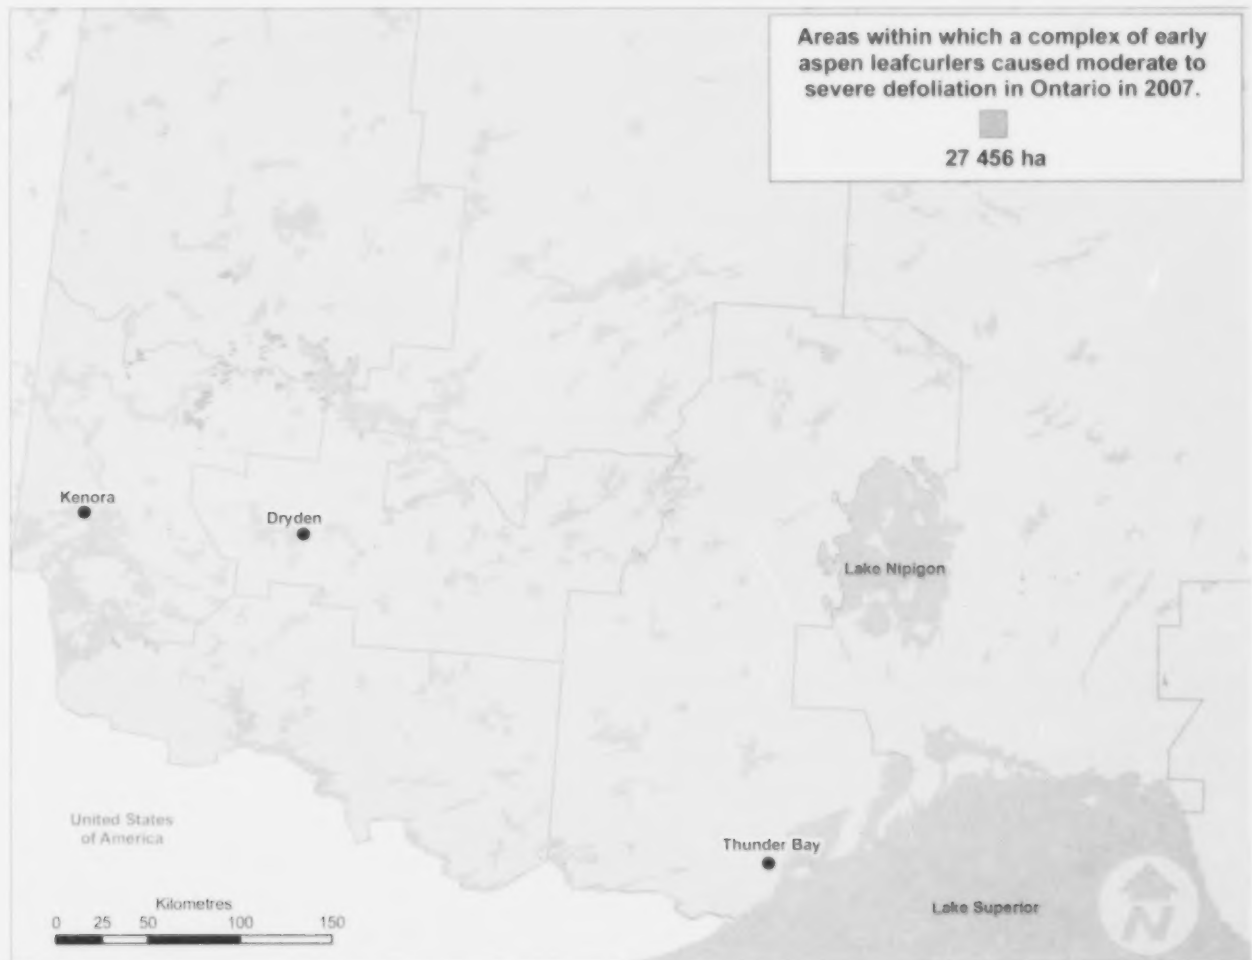 Areas within which a complex of early
aspen leafcurlers caused moderate to
severe defoliation in Ontario in 2007.
27 456 ha
Kenora
Dryden
Lake Nipigon
United States
of America
Thunder Bay
Lake Superior
N
Kilometres
0 25 50 100 150